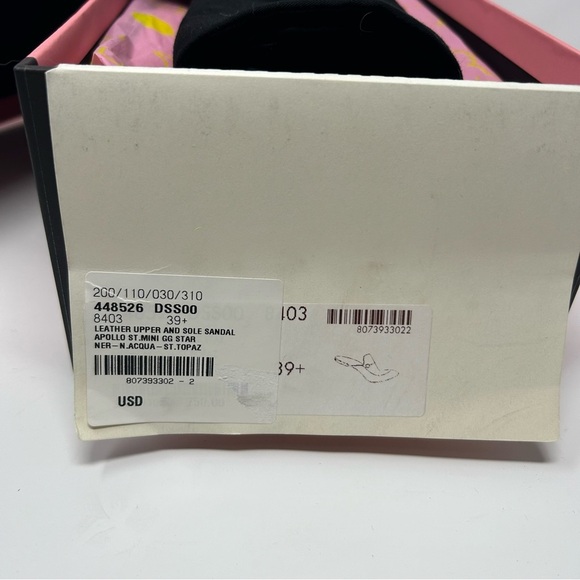 200/110/030/310
448526 DSS00
8403 39+
LEATHER UPPER AND SOLE SANDAL
APOLLO ST.MINI GG STAR
NER-N.ACQUA-ST.TOPAZ
807393302 - 2
USD
403
8073933022
39+